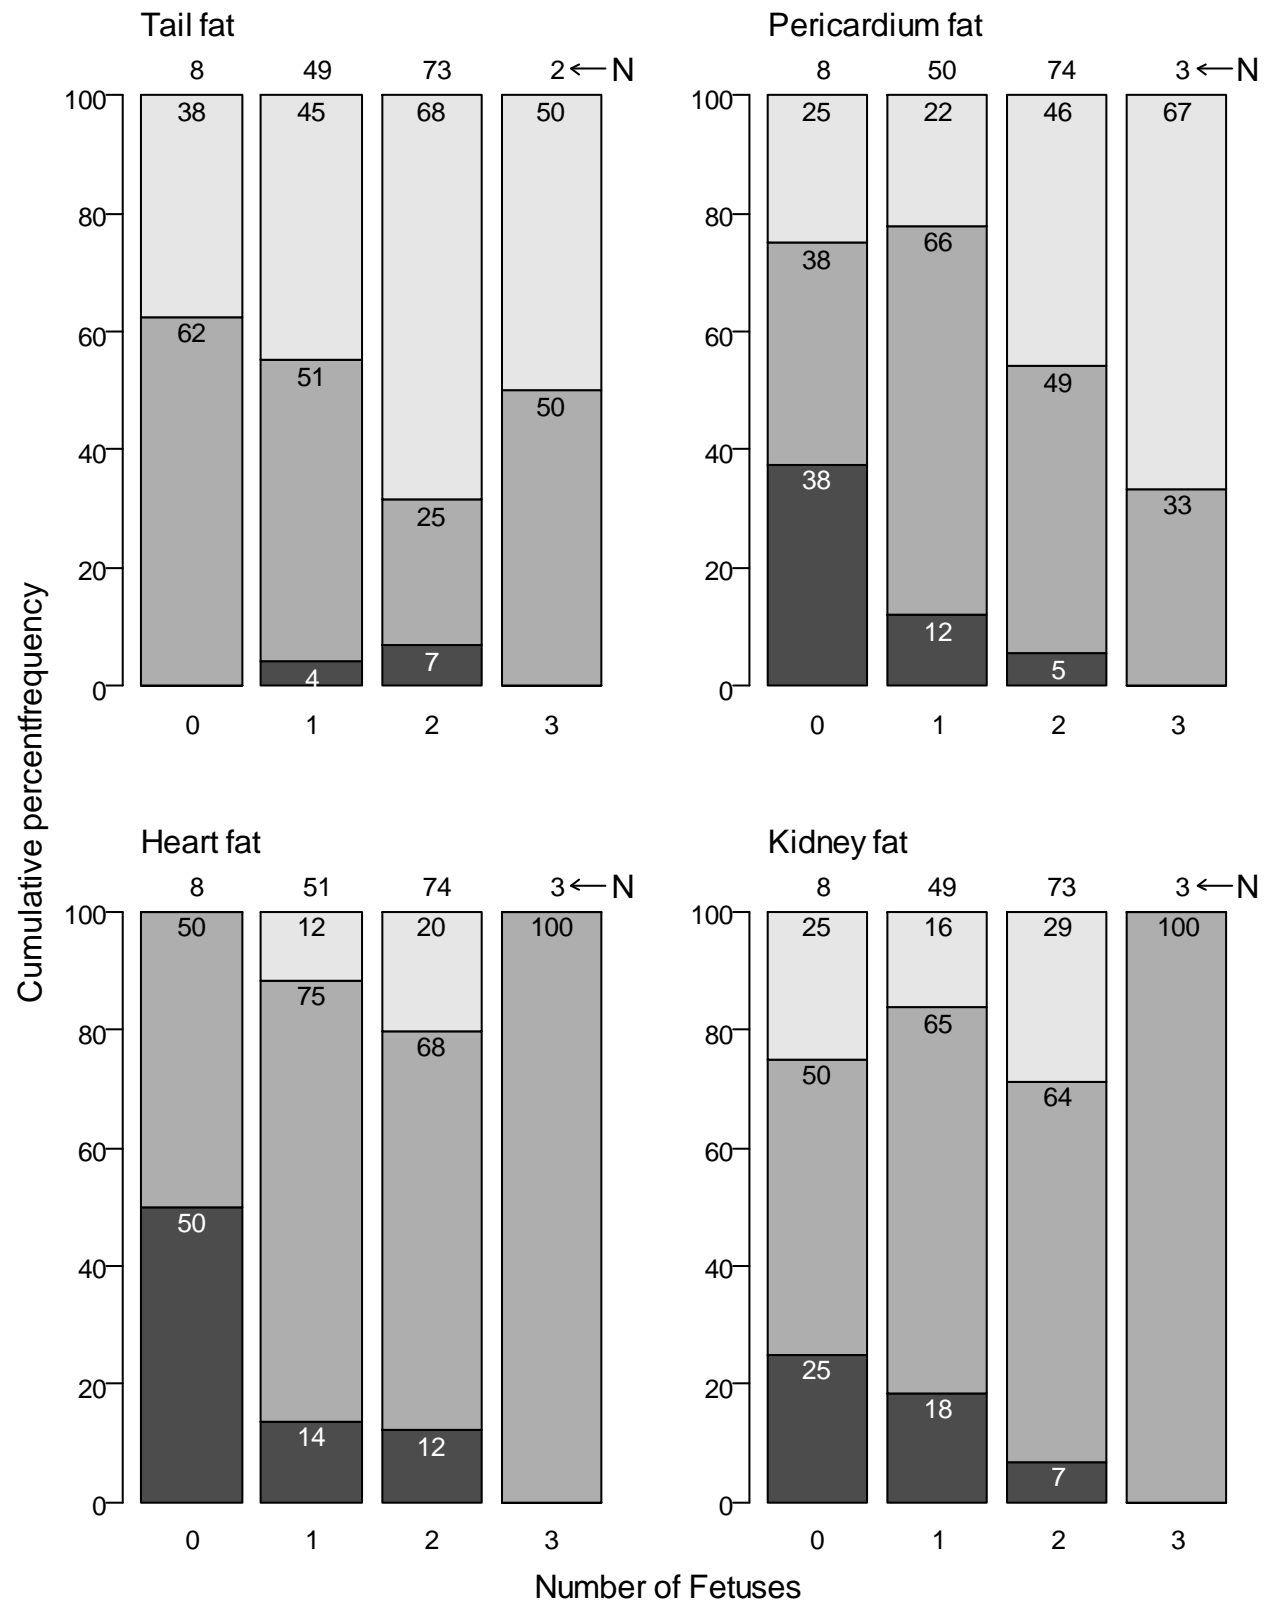 Tail fat
8 49 73 2 ← N
100 38 45 68 50
80
60 62 51 50
40
25
20
4 7
0
0 1 2 3
Pericardium fat
8 50 74 3 ← N
100 25 22 46 67
80
38 66
60
49
40
38 33
20
12 5
0
0 1 2 3
Cumulative percentfrequency
Heart fat
8 51 74 3 ← N
100 50 12 20 100
75
80
68
60
50
40
20
14 12
0
0 1 2 3
Kidney fat
8 49 73 3 ← N
100 25 16 29 100
65
80
50 64
60
40
25
20
18
7
0
0 1 2 3
Number of Fetuses